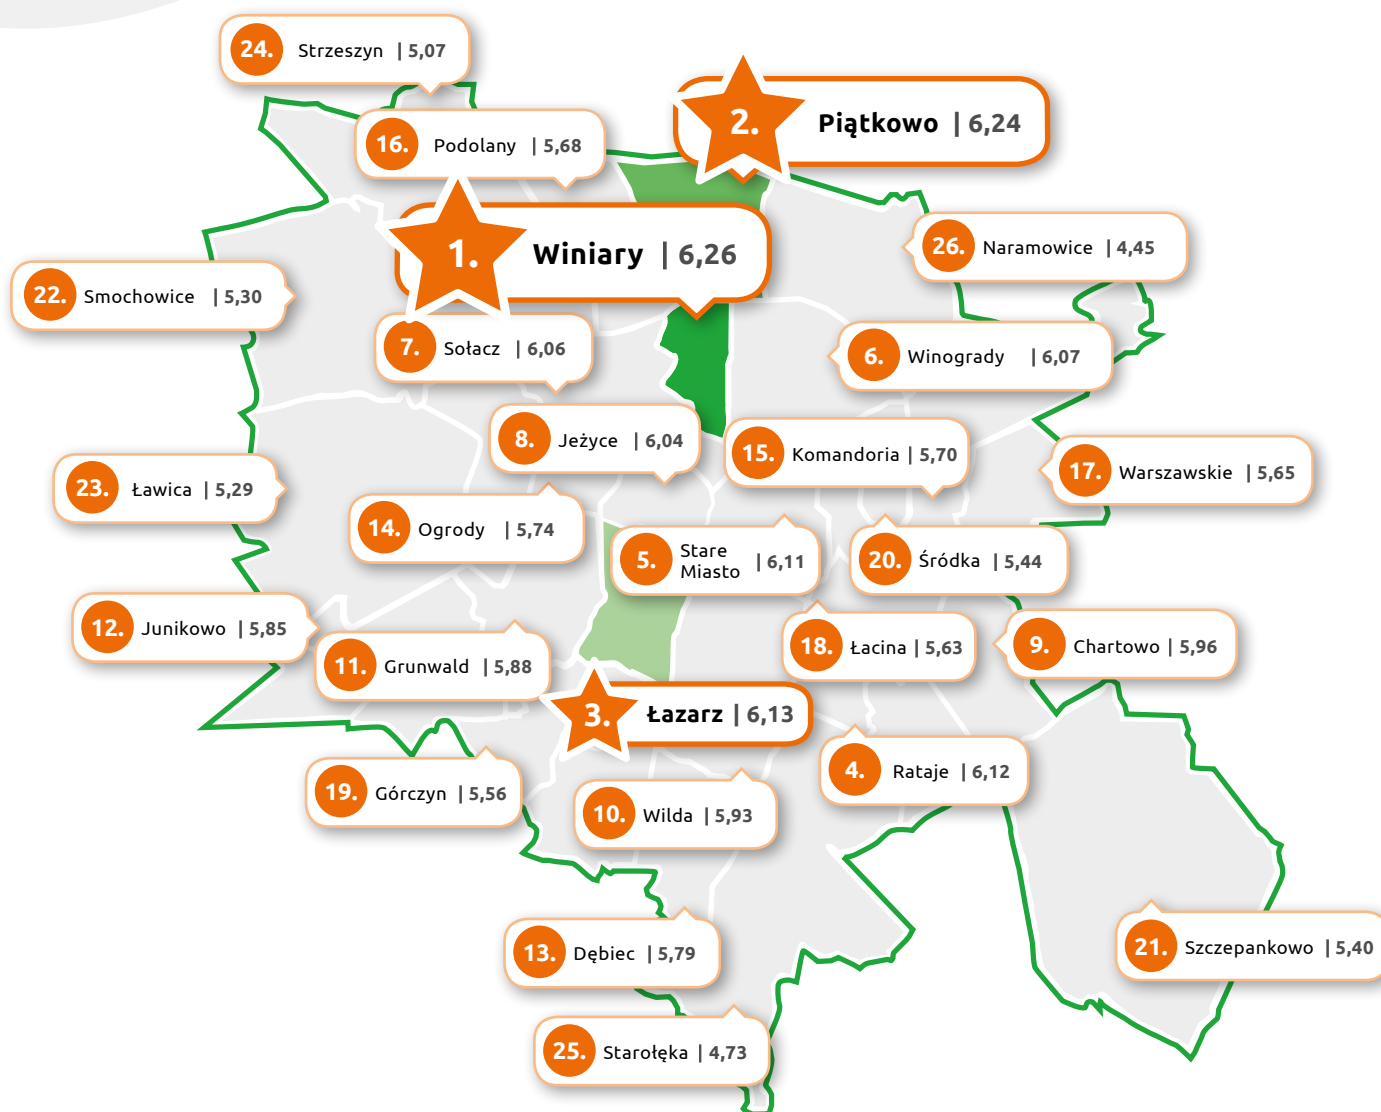 24. Strzeszyn | 5,07
2. Piątkowo | 6,24
16. Podolany | 5,68
1. Winiary | 6,26
26. Naramowice | 4,45
22. Smochowice | 5,30
7. Sołacz | 6,06
6. Winogrady | 6,07
8. Jeżyce | 6,04
15. Komandoria | 5,70
17. Warszawskie | 5,65
23. Ławica | 5,29
14. Ogrody | 5,74
5. Stare
Miasto | 6,11
20. Śródka | 5,44
12. Junikowo | 5,85
11. Grunwald | 5,88
18. Łacina | 5,63
9. Chartowo | 5,96
3. Łazarz | 6,13
4. Rataje | 6,12
19. Górczyn | 5,56
10. Wilda | 5,93
13. Dębiec | 5,79
21. Szczepankowo | 5,40
25. Starołęka | 4,73